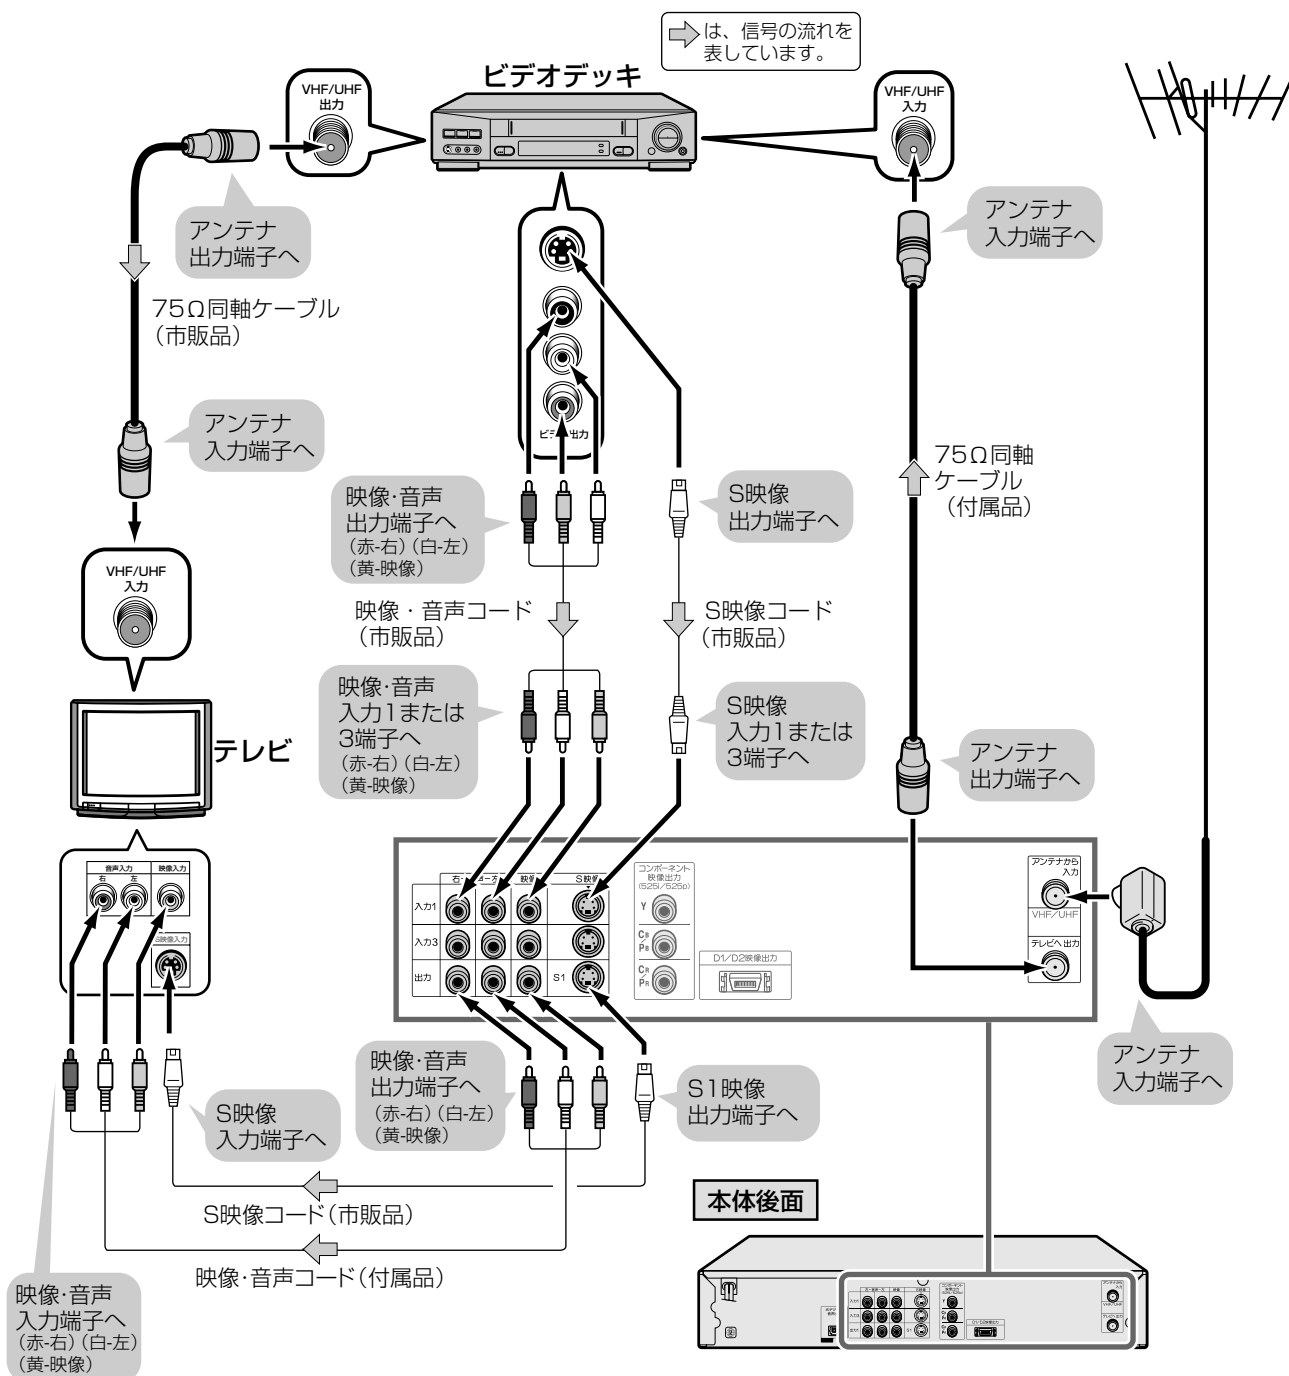 は、信号の流れを
表しています。
ビデオデッキ
VHF/UHF
出力
VHF/UHF
入力
アンテナ
出力端子へ
アンテナ
入力端子へ
75Ω同軸ケーブル
(市販品)
アンテナ
入力端子へ
75Ω同軸
ケーブル
(付属品)
映像・音声
出力端子へ
(赤-右)(白-左)
(黄-映像)
S映像
出力端子へ
VHF/UHF
入力
映像・音声コード
(市販品)
S映像コード
(市販品)
映像・音声
入力1または
3端子へ
(赤-右)(白-左)
(黄-映像)
S映像
入力1または
3端子へ
アンテナ
出力端子へ
テレビ
音声入力
映像入力
右
左
S映像入力
映像
S映像
入力1
入力3
出力
S1
コンポーネント
映像出力
(525i/525p)
Y
CB
PB
CR
PR
D1/D2映像出力
アンテナから
入力
VHF/UHF
テレビへ出力
映像・音声
出力端子へ
(赤-右)(白-左)
(黄-映像)
S1映像
出力端子へ
アンテナ
入力端子へ
S映像
入力端子へ
S映像コード(市販品)
映像・音声コード(付属品)
映像・音声
入力端子へ
(赤-右)(白-左)
(黄-映像)
本体後面